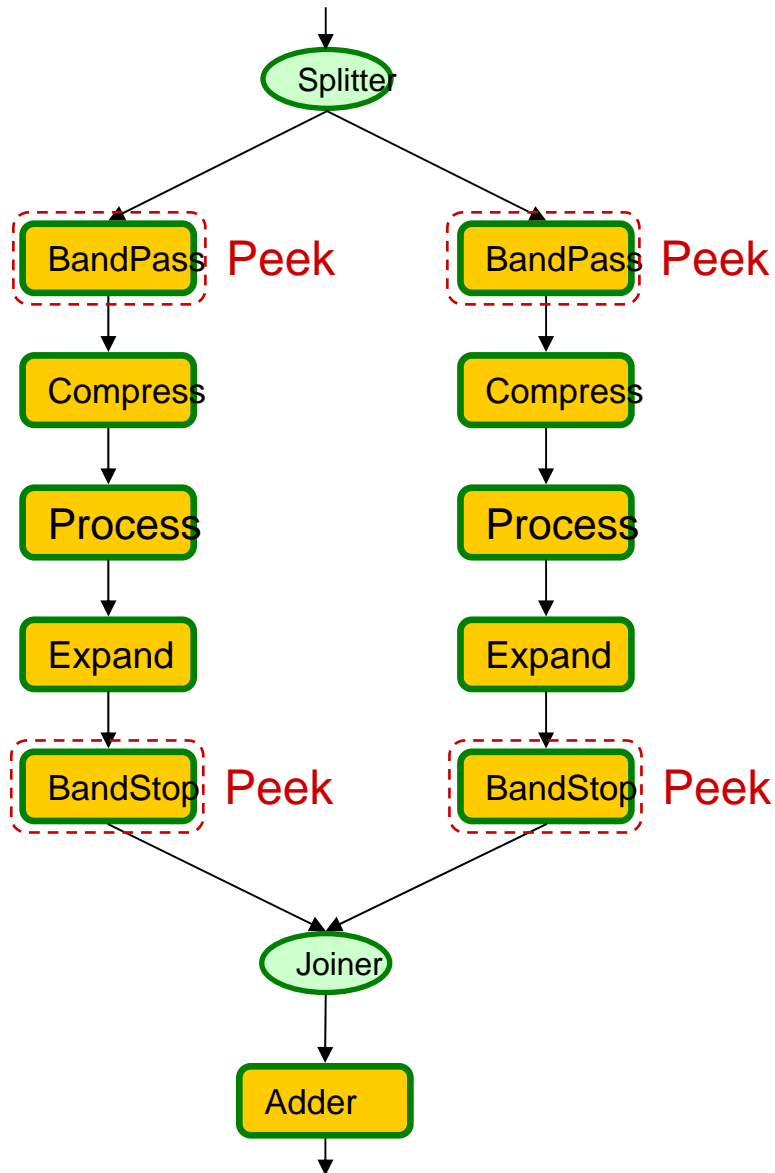 Splitter
BandPass Peek BandPass Peek
Compress Compress
Process Process
Expand Expand
BandStop Peek BandStop Peek
Joiner
Adder